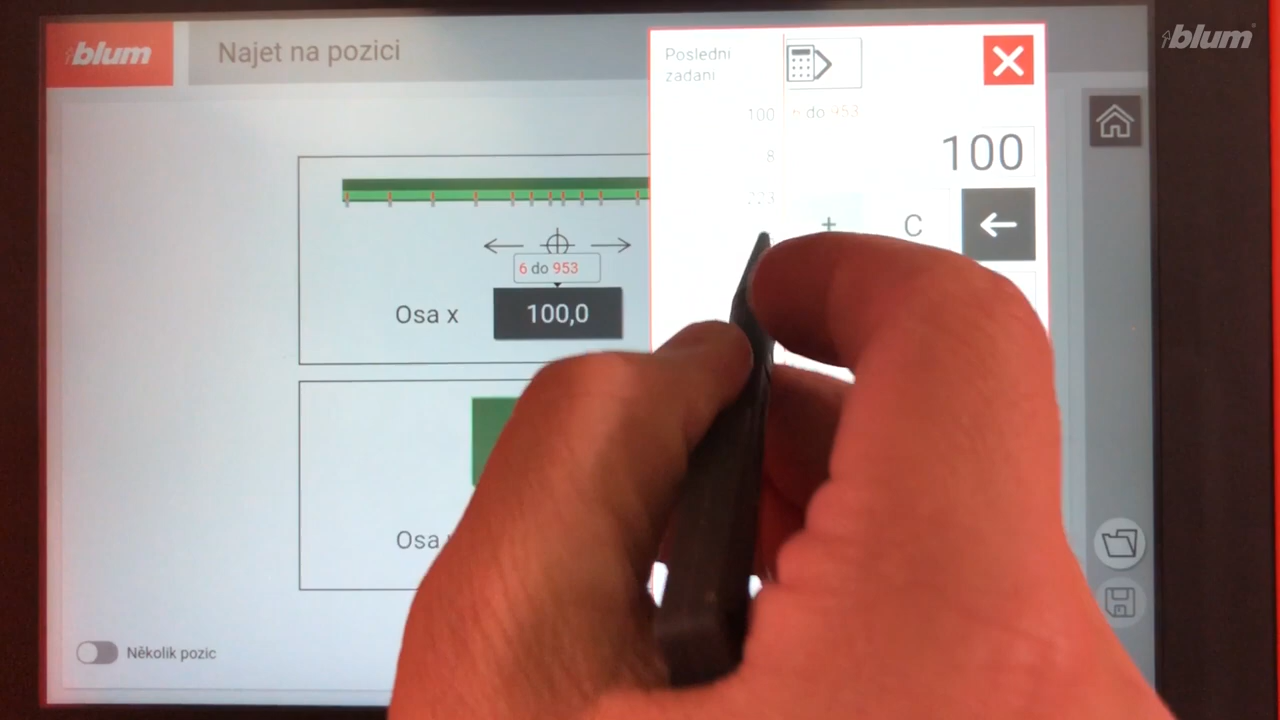 blum
Najet na pozici
Poslední
zadaní
100
8
223
6 do 953
100
+
C
6 do 953
Osa x
100,0
Osa
Několik pozic
blum